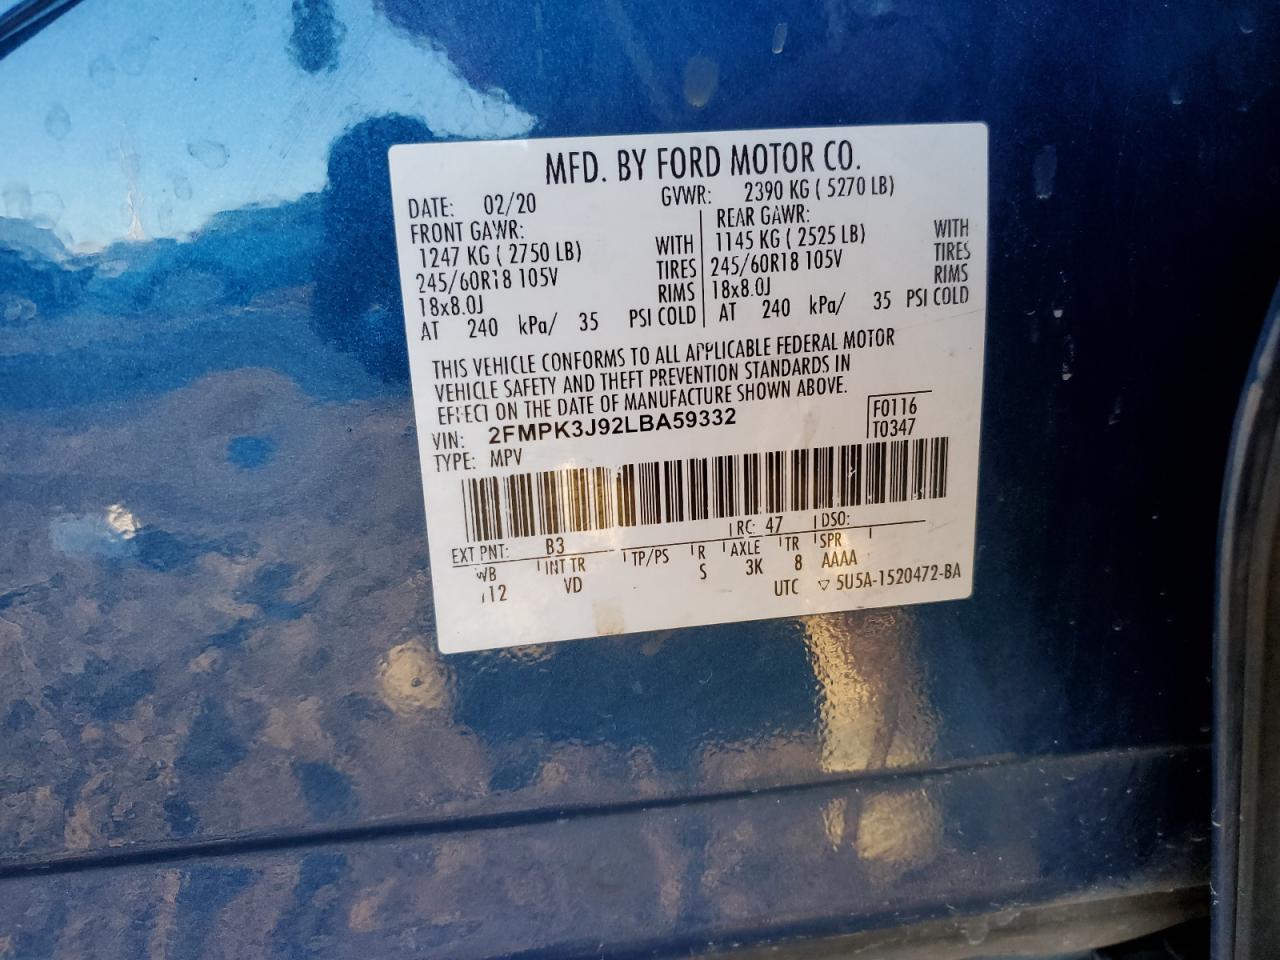 MFD. BY FORD MOTOR CO.
DATE: 02/20 GVWR: 2390 KG ( 5270 LB)
FRONT GAWR: REAR GAWR:
1247 KG ( 2750 LB) WITH 1145 KG ( 2525 LB) WITH
245/60R18 105V TIRES 245/60R18 105V TIRES
18x8.0J RIMS 18x8.0J RIMS
AT 240 kPa/ 35 PSI COLD AT 240 kPa/ 35 PSI COLD
THIS VEHICLE CONFORMS TO ALL APPLICABLE FEDERAL MOTOR
VEHICLE SAFETY AND THEFT PREVENTION STANDARDS IN
EFFECT ON THE DATE OF MANUFACTURE SHOWN ABOVE.
VIN: 2FMPK3J92LBA59332 F0116
TYPE: MPV T0347
EXT PNT: B3 RC: 47 DSO:
WB INT TR TP/PS R AXLE TR SPR
112 VD S 3K 8 AAAA
UTC ▽ 5U5A-1520472-BA